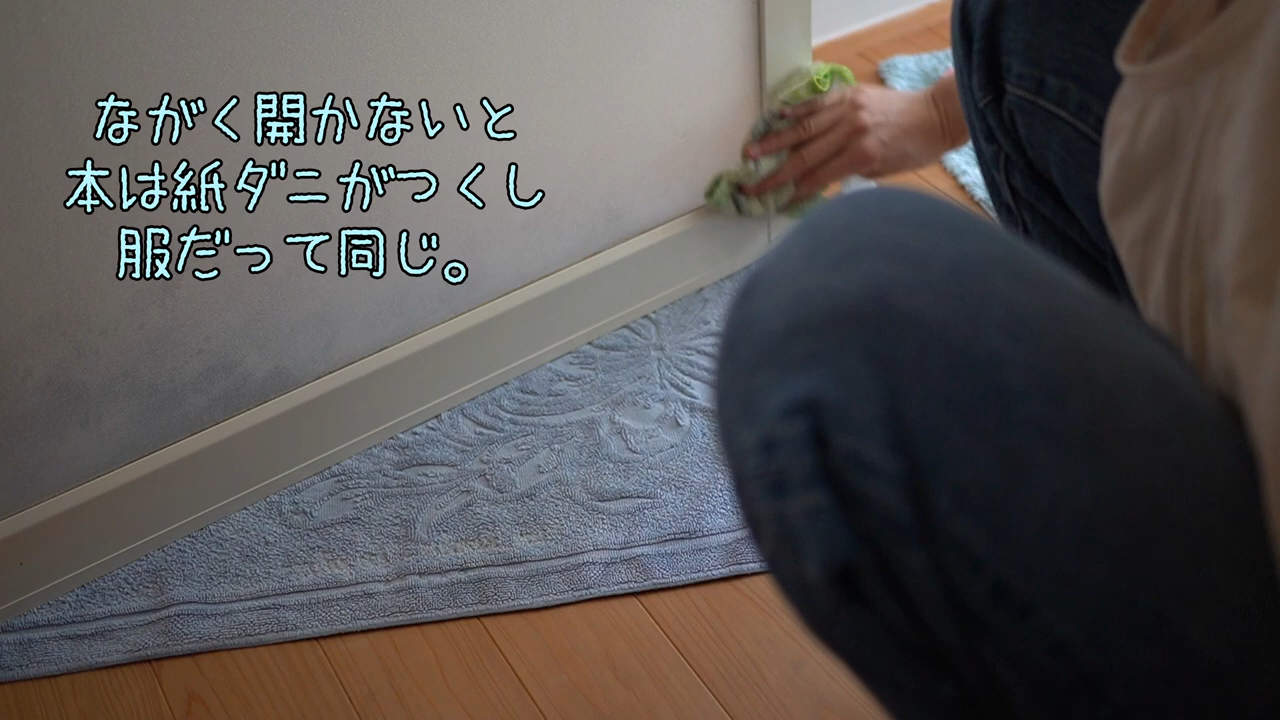 ながく開かないと
本は紙ダニがつくし
服だって同じ。